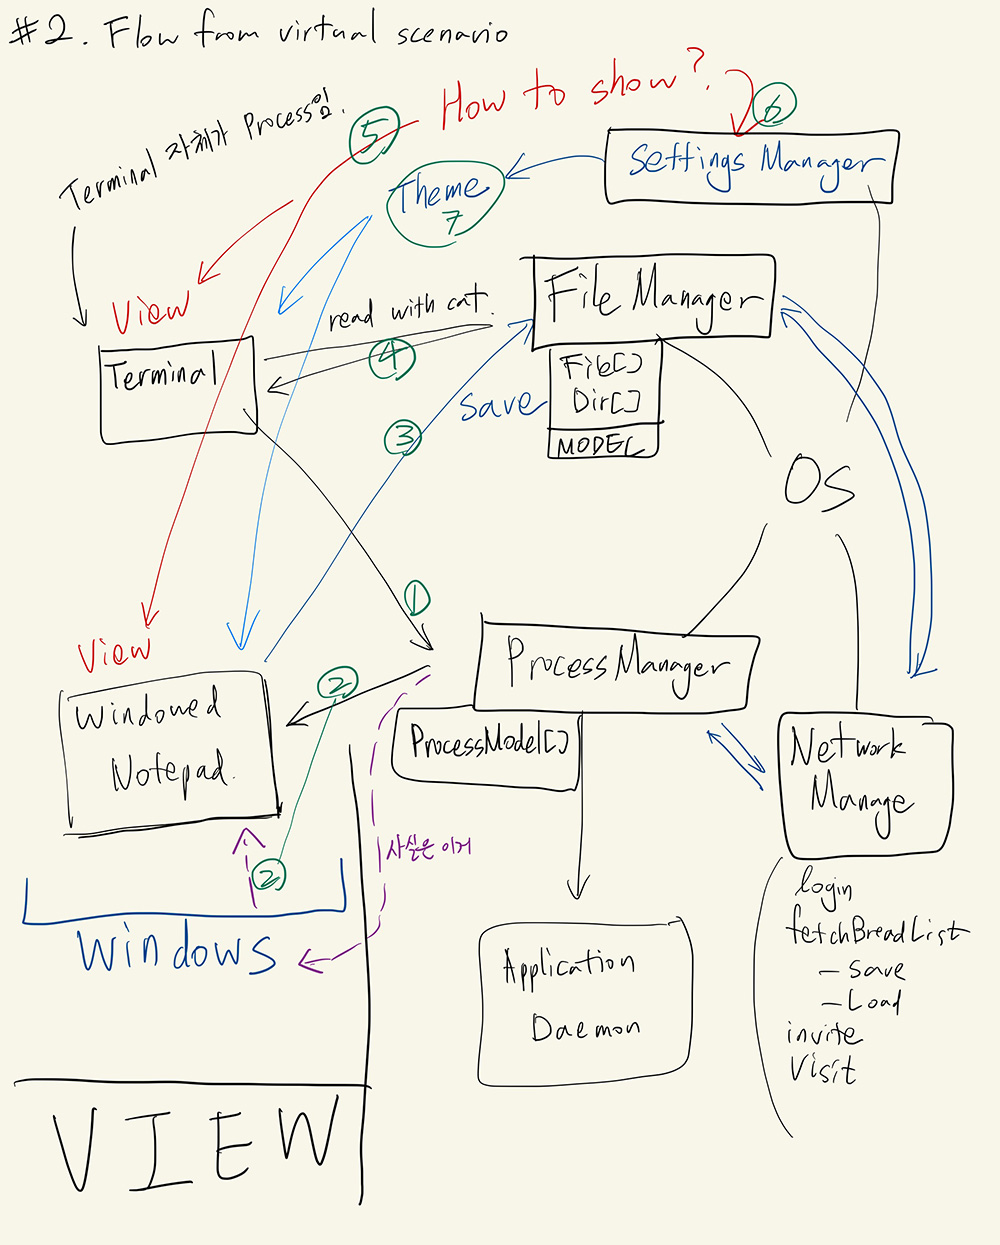 #2. Flow from virtual scenario
Terminal 자체가 Process임.
How to show?
5
6
Settings Manager
Theme
7
View
read with cat.
File Manager
Terminal
4
File[]
Dir[]
MODEL
save
3
OS
1
View
Process Manager
2
Windowed
Notepad.
ProcessModel[]
Network
Manage
사실은 이거
2
login
fetchBreadList
- save
- Load
invite
Visit
Windows
Application
Daemon
VIEW